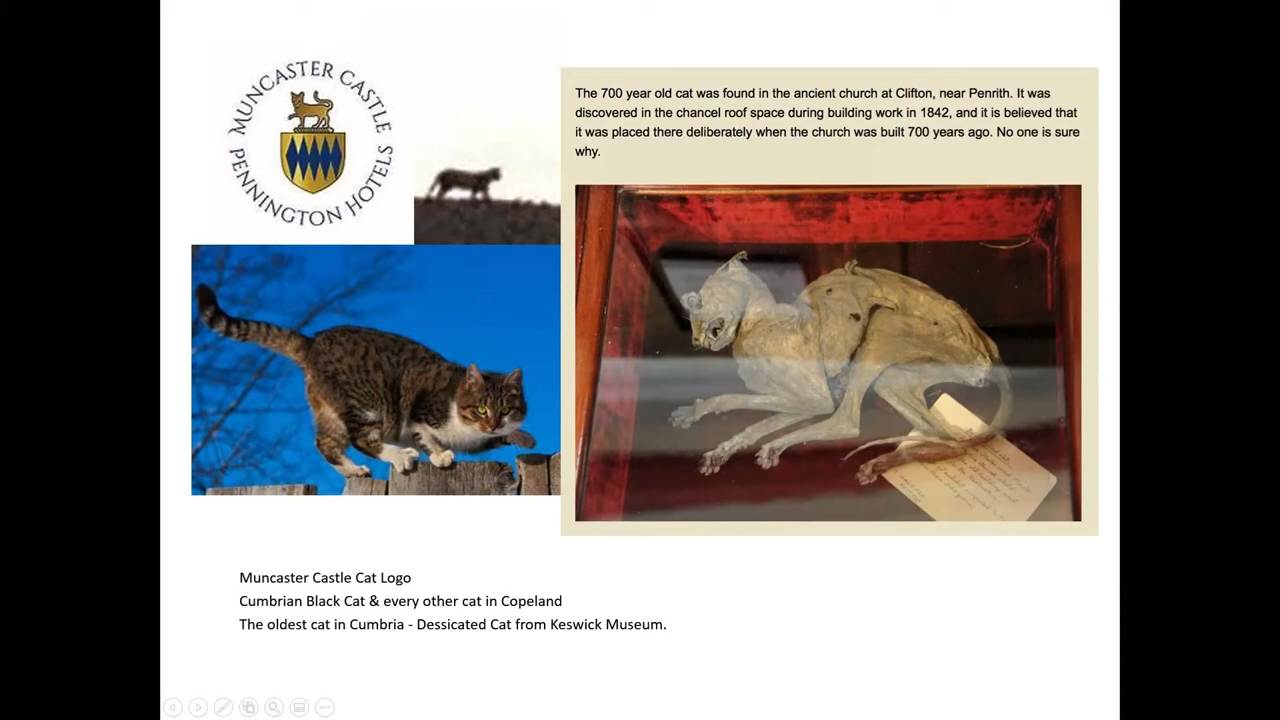 MUNCASTER CASTLE
PENNINGTON HOTELS
The 700 year old cat was found in the ancient church at Clifton, near Penrith. It was
discovered in the chancel roof space during building work in 1842, and it is believed that
it was placed there deliberately when the church was built 700 years ago. No one is sure
why.
Muncaster Castle Cat Logo
Cumbrian Black Cat & every other cat in Copeland
The oldest cat in Cumbria - Dessicated Cat from Keswick Museum.